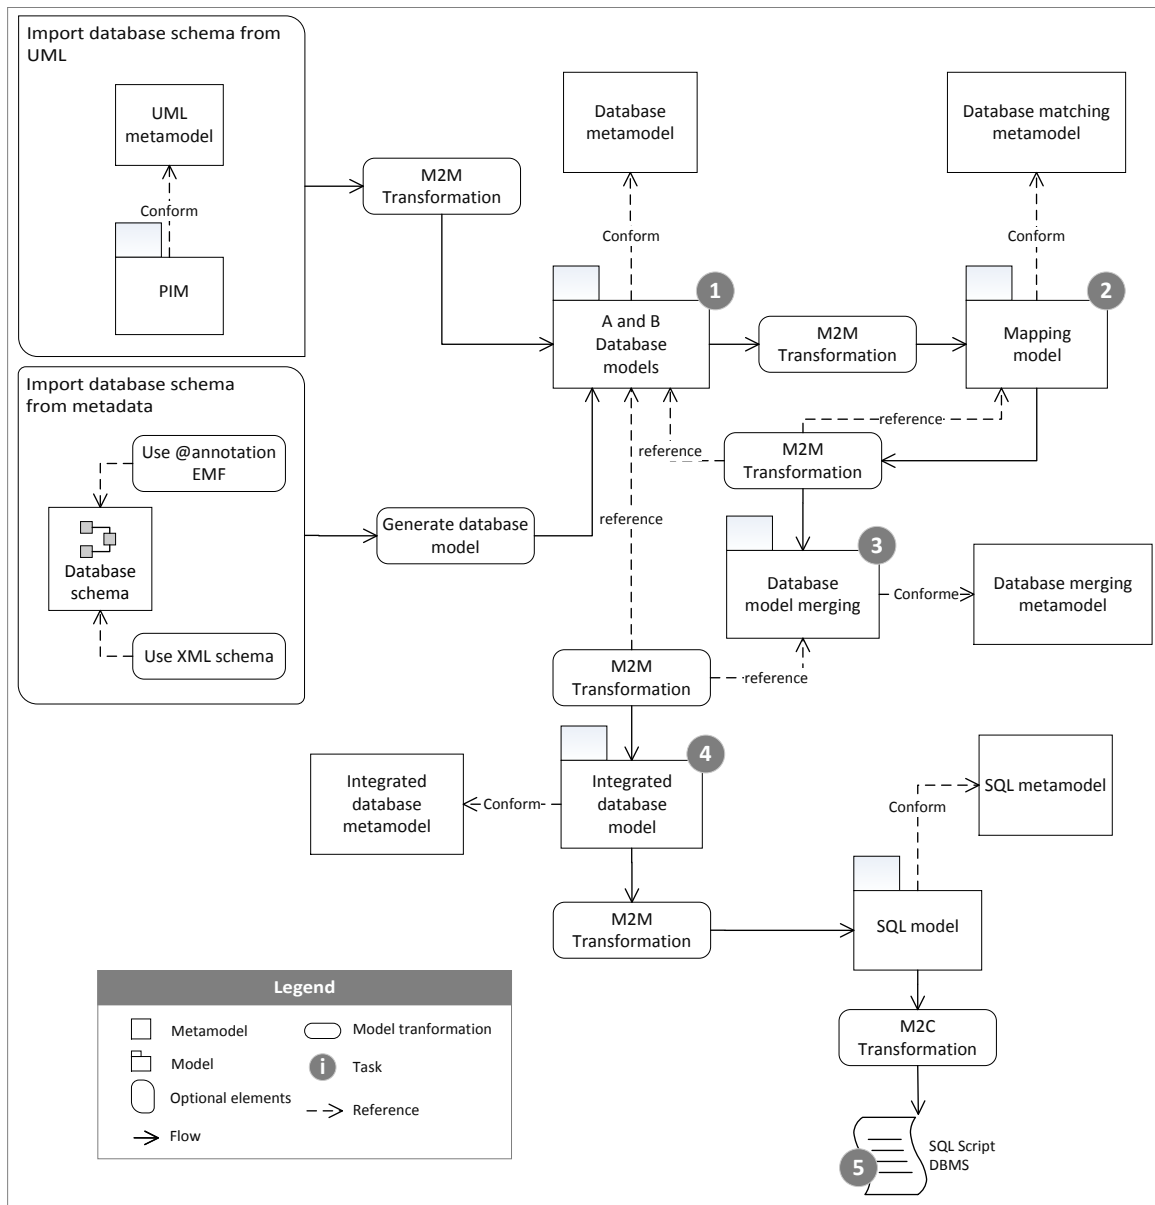 Import database schema from
UML
UML
metamodel
Conform
PIM
M2M
Transformation
Database
metamodel
Conform
A and B
Database
models
1
M2M
Transformation
Database matching
metamodel
Conform
Mapping
model
2
Import database schema
from metadata
Use @annotation
EMF
Database
schema
Use XML schema
Generate database
model
reference
reference
reference
M2M
Transformation
3
Database
model merging
Conforme
Database merging
metamodel
M2M
Transformation
reference
4
Integrated
database
model
Conform
Integrated
database
metamodel
SQL metamodel
Conform
M2M
Transformation
SQL model
M2C
Transformation
5
SQL Script
DBMS
Legend
Metamodel
Model tranformation
Model
i
Task
Optional elements
Reference
Flow